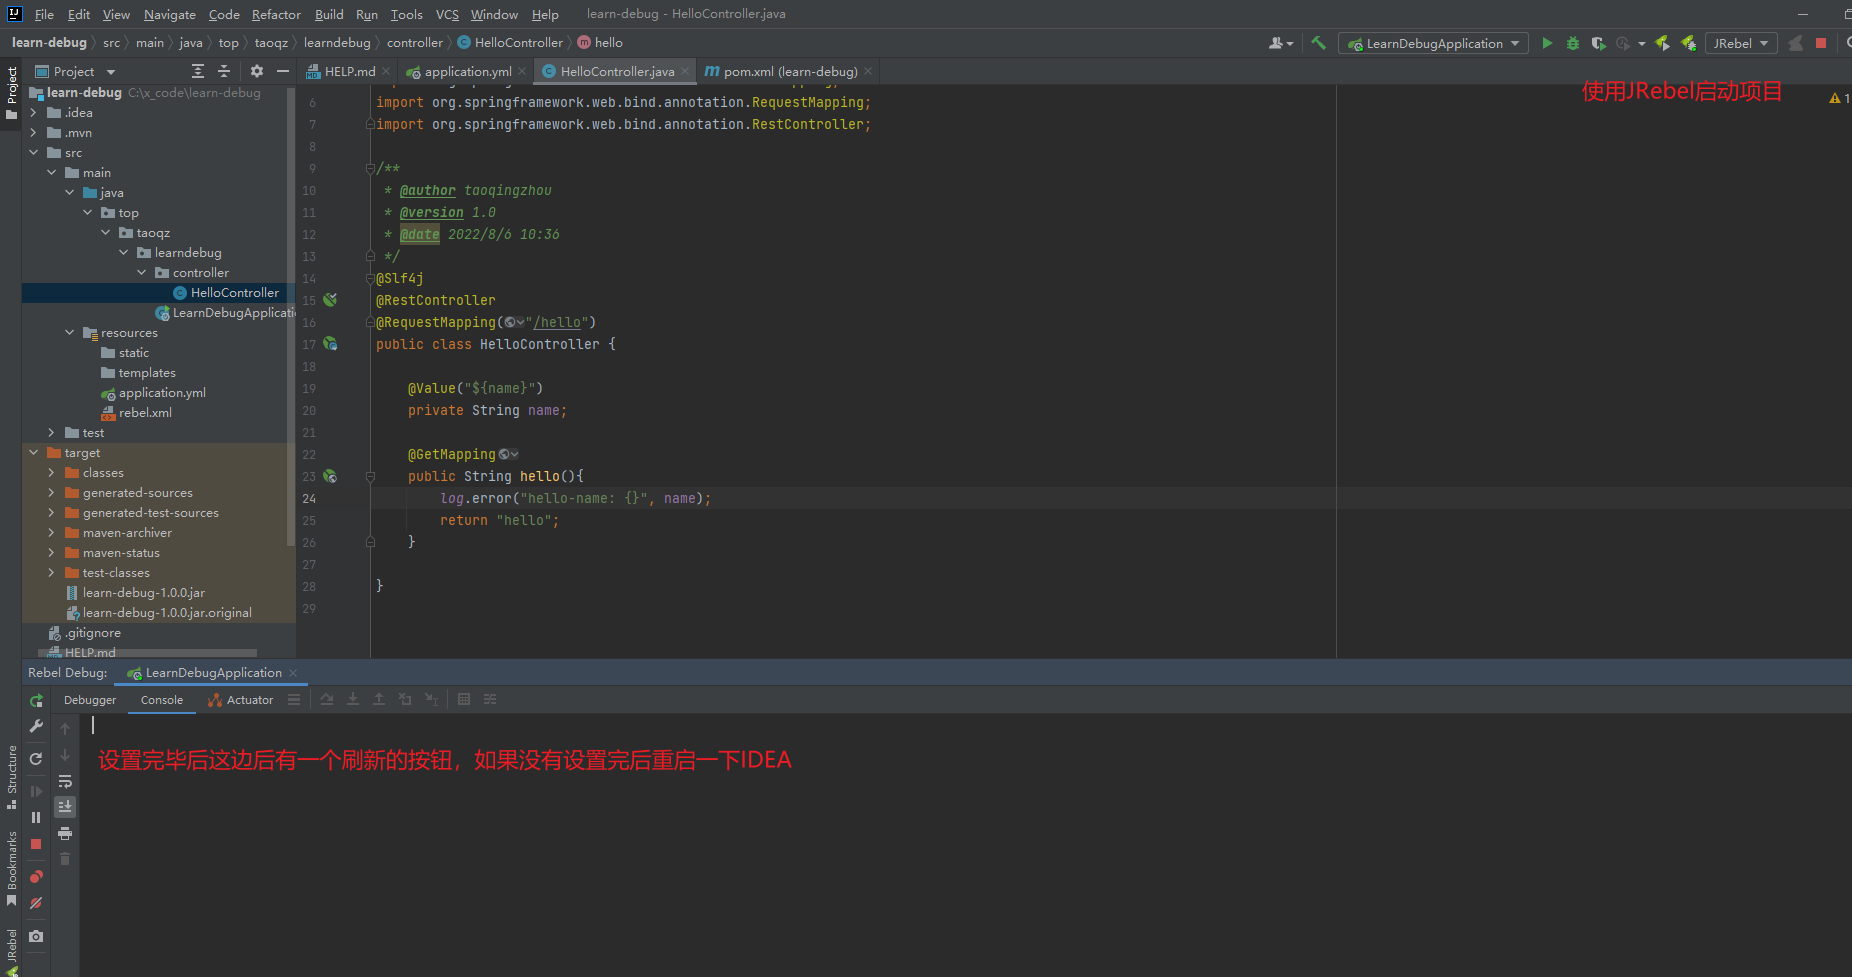 File Edit View Navigate Code Refactor Build Run Tools VCS Window Help learn-debug - HelloController.java
learn-debug src main java top taoqz learndebug controller HelloController hello
LearnDebugApplication JRebel
Project
HELP.md application.yml HelloController.java pom.xml (learn-debug)
Project
使用JRebel启动项目
1
learn-debug C:\x_code\learn-debug
.idea
.mvn
src
main
java
top
taoqz
learndebug
controller
HelloController
LearnDebugApplicati
resources
static
templates
application.yml
rebel.xml
test
target
classes
generated-sources
generated-test-sources
maven-archiver
maven-status
test-classes
learn-debug-1.0.0.jar
learn-debug-1.0.0.jar.original
.gitignore
HELP.md
6 import org.springframework.web.bind.annotation.RequestMapping;
7 import org.springframework.web.bind.annotation.RestController;
8
9 /**
10 * @author taoqingzhou
11 * @version 1.0
12 * @date 2022/8/6 10:36
13 */
14 @Slf4j
15 @RestController
16 @RequestMapping("/hello")
17 public class HelloController {
18
19 @Value("${name}")
20 private String name;
21
22 @GetMapping
23 public String hello(){
24 log.error("hello-name: {}", name);
25 return "hello";
26 }
27
28 }
29
Rebel Debug: LearnDebugApplication
Debugger Console Actuator
设置完毕后这边后有一个刷新的按钮，如果没有设置完后重启一下IDEA
Structure
Bookmarks
JRebel